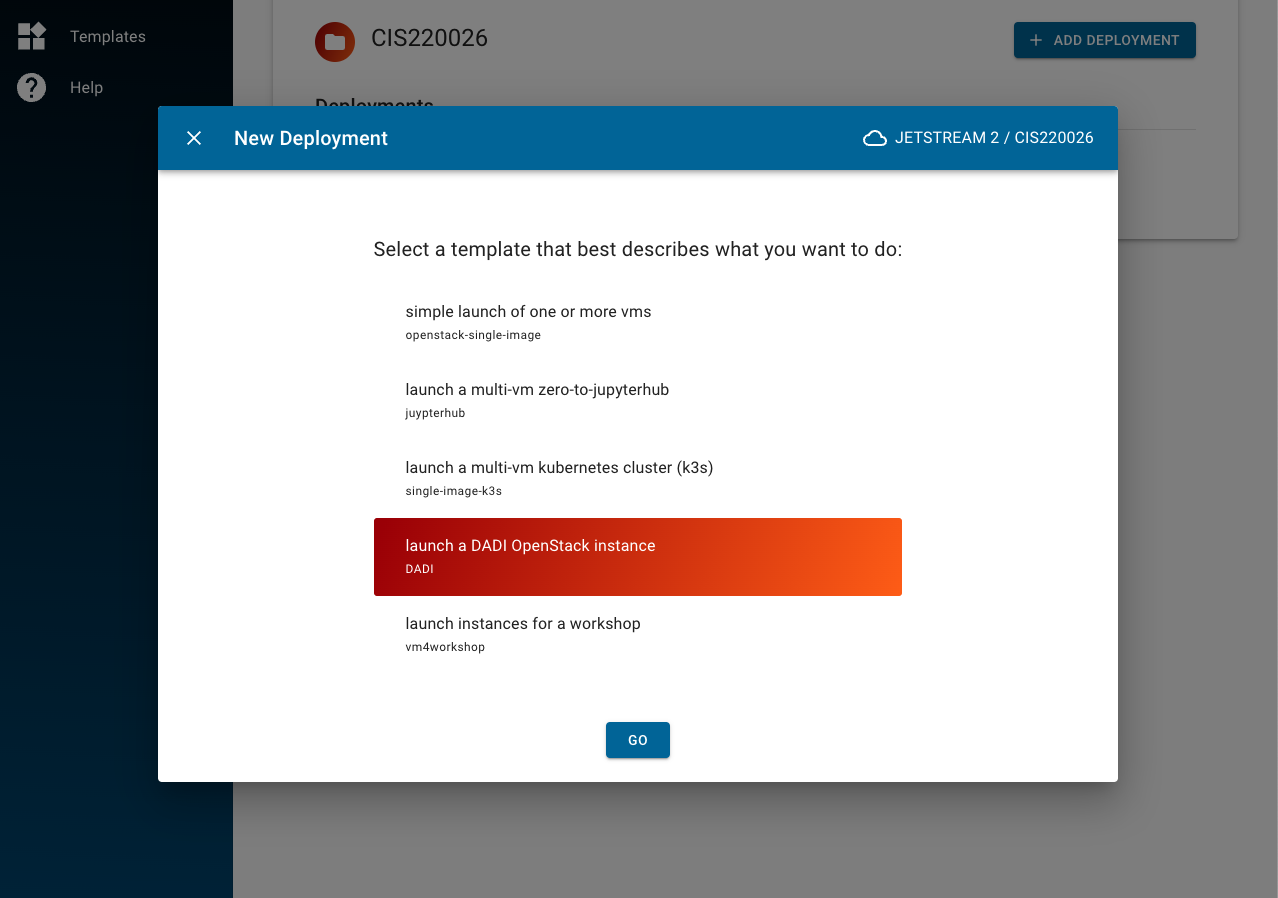 Templates
Help
CIS220026
ADD DEPLOYMENT
Deployments
New Deployment
JETSTREAM 2 / CIS220026
Select a template that best describes what you want to do:
simple launch of one or more vms
openstack-single-image
launch a multi-vm zero-to-jupyterhub
juypterhub
launch a multi-vm kubernetes cluster (k3s)
single-image-k3s
launch a DADI OpenStack instance
DADI
launch instances for a workshop
vm4workshop
GO